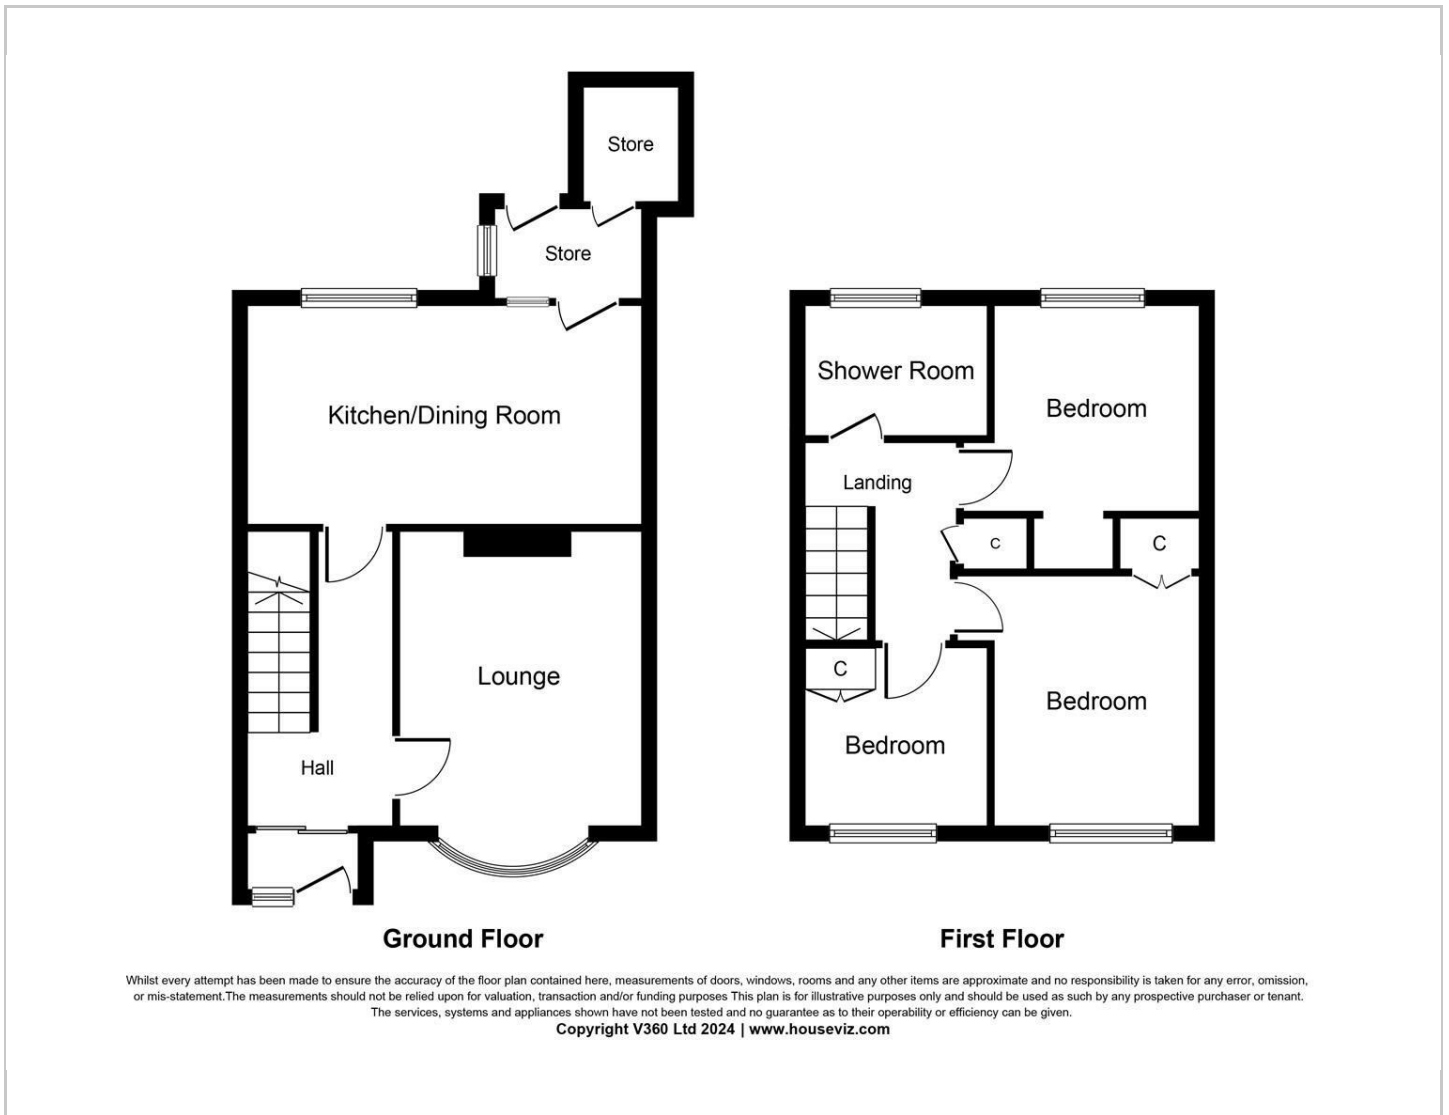 Store
Store
Kitchen/Dining Room
Lounge
Hall
Ground Floor
Shower Room
Bedroom
Landing
C
C
C
Bedroom
Bedroom
First Floor
Whilst every attempt has been made to ensure the accuracy of the floor plan contained here, measurements of doors, windows, rooms and any other items are approximate and no responsibility is taken for any error, omission,
or mis-statement.The measurements should not be relied upon for valuation, transaction and/or funding purposes This plan is for illustrative purposes only and should be used as such by any prospective purchaser or tenant.
The services, systems and appliances shown have not been tested and no guarantee as to their operability or efficiency can be given.
Copyright V360 Ltd 2024 | www.houseviz.com